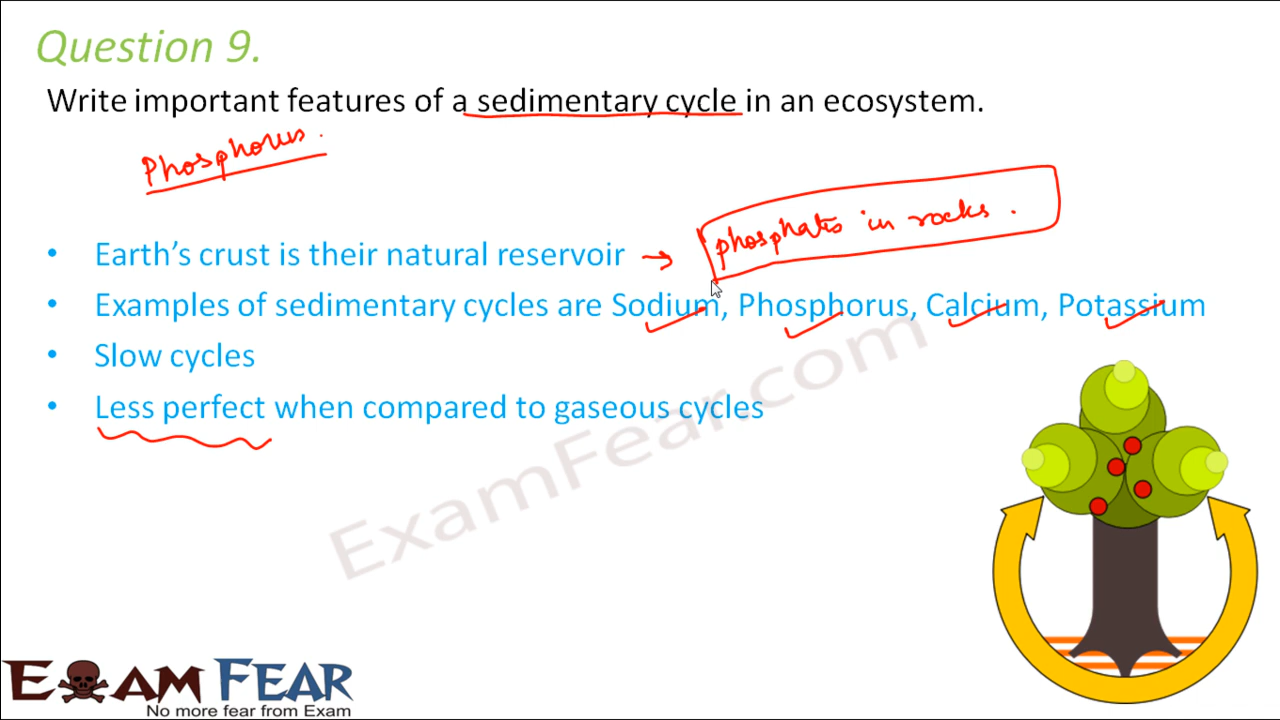 Question 9.
Write important features of a sedimentary cycle in an ecosystem.
Phosphorus.
phosphates in rocks.
• Earth's crust is their natural reservoir →
• Examples of sedimentary cycles are Sodium, Phosphorus, Calcium, Potassium
• Slow cycles
• Less perfect when compared to gaseous cycles
ExamFear.com
EXAM FEAR
No more fear from Exam